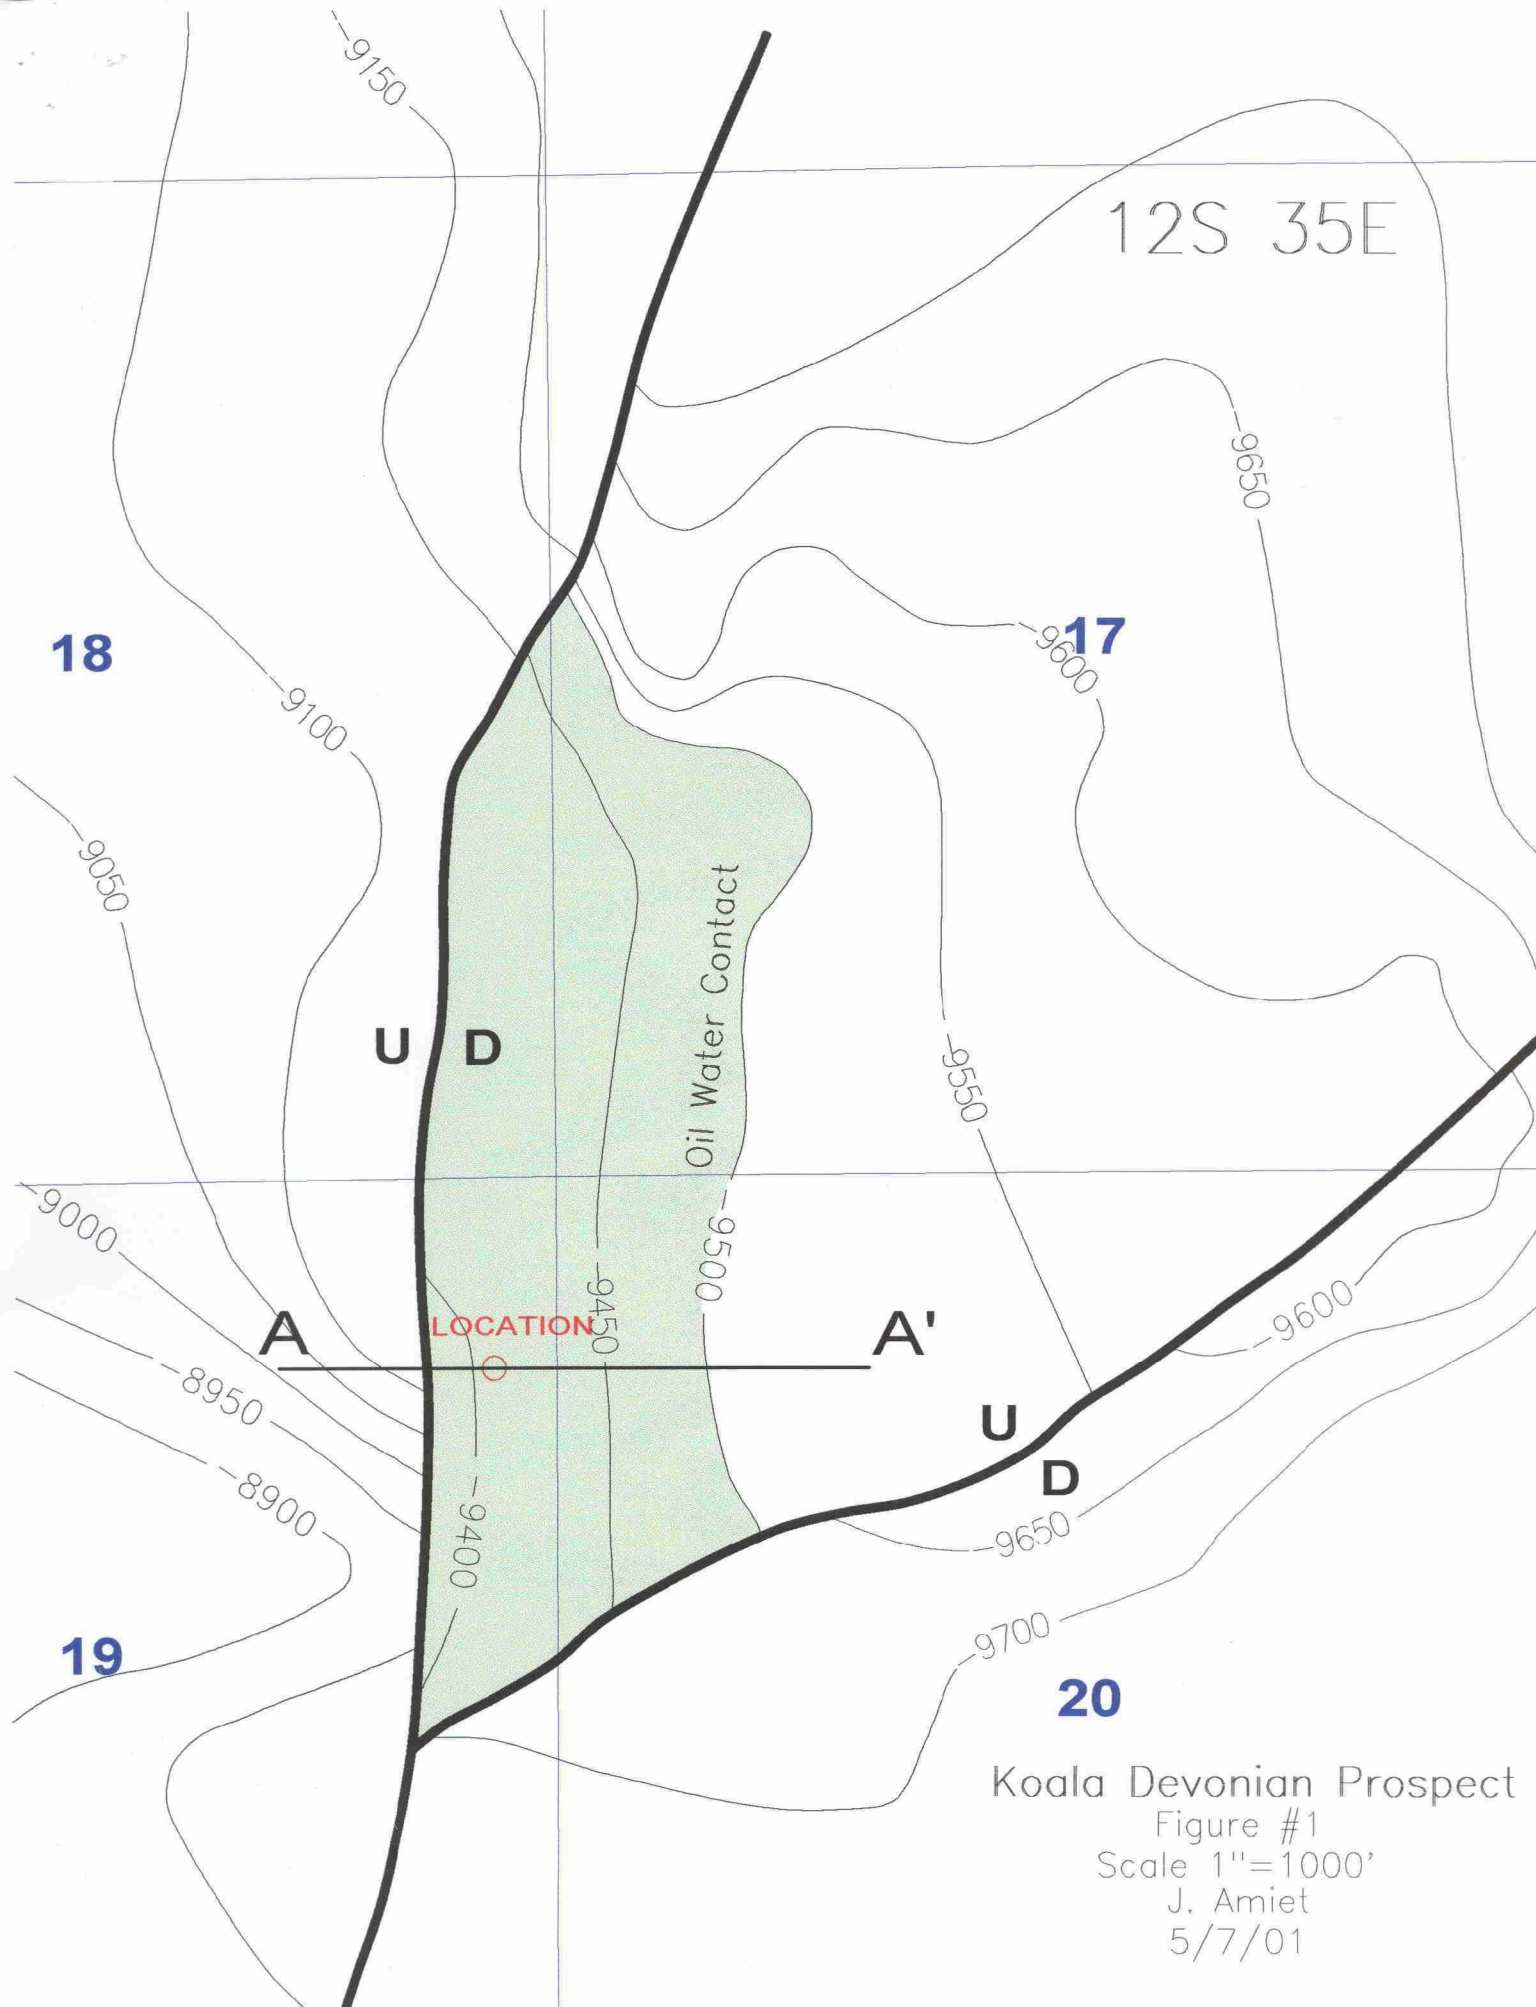 -9150
12S 35E
-9650
17
18
-9600
-9100
-9050
Oil Water Contact
U D
-9550
-9000
-9500
-9450
-9600
A
LOCATION
A'
-8950
U
D
-8900
-9400
-9650
-9700
19
20
Koala Devonian Prospect
Figure #1
Scale 1"=1000'
J. Amiet
5/7/01